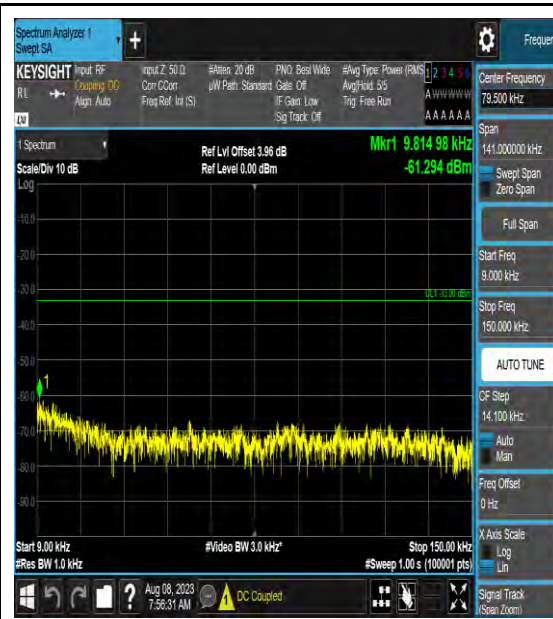 Spectrum Analyzer 1
Swept SA
+
Frequen
KEYSIGHT
RL
Input: RF
Coupling: DC
Align: Auto
Input Z: 50 Ω
Corr CCorr
Freq Ref: Int (S)
#Atten: 20 dB
µW Path: Standard
PNO: Best Wide
Gate: Off
IF Gain: Low
Sig Track: Off
#Avg Type: Power (RMS
Avg|Hold: 5/5
Trig: Free Run
1 2 3 4 5 6
A W W W W W
A A A A A A
LXI
1 Spectrum
Scale/Div 10 dB
Log
Ref Lvl Offset 3.96 dB
Ref Level 0.00 dBm
Mkr1 9.814 98 kHz
-61.294 dBm
-10.0
-20.0
-30.0
-40.0
-50.0
-60.0
-70.0
-80.0
-90.0
DL1 -33.00 dBm
1
Start 9.00 kHz
#Res BW 1.0 kHz
#Video BW 3.0 kHz*
Stop 150.00 kHz
#Sweep 1.00 s (100001 pts)
Center Frequency
79.500 kHz
Span
141.000000 kHz
Swept Span
Zero Span
Full Span
Start Freq
9.000 kHz
Stop Freq
150.000 kHz
AUTO TUNE
CF Step
14.100 kHz
Auto
Man
Freq Offset
0 Hz
X Axis Scale
Log
Lin
Signal Track
(Span Zoom)
?
Aug 08, 2023
7:56:31 AM
DC Coupled